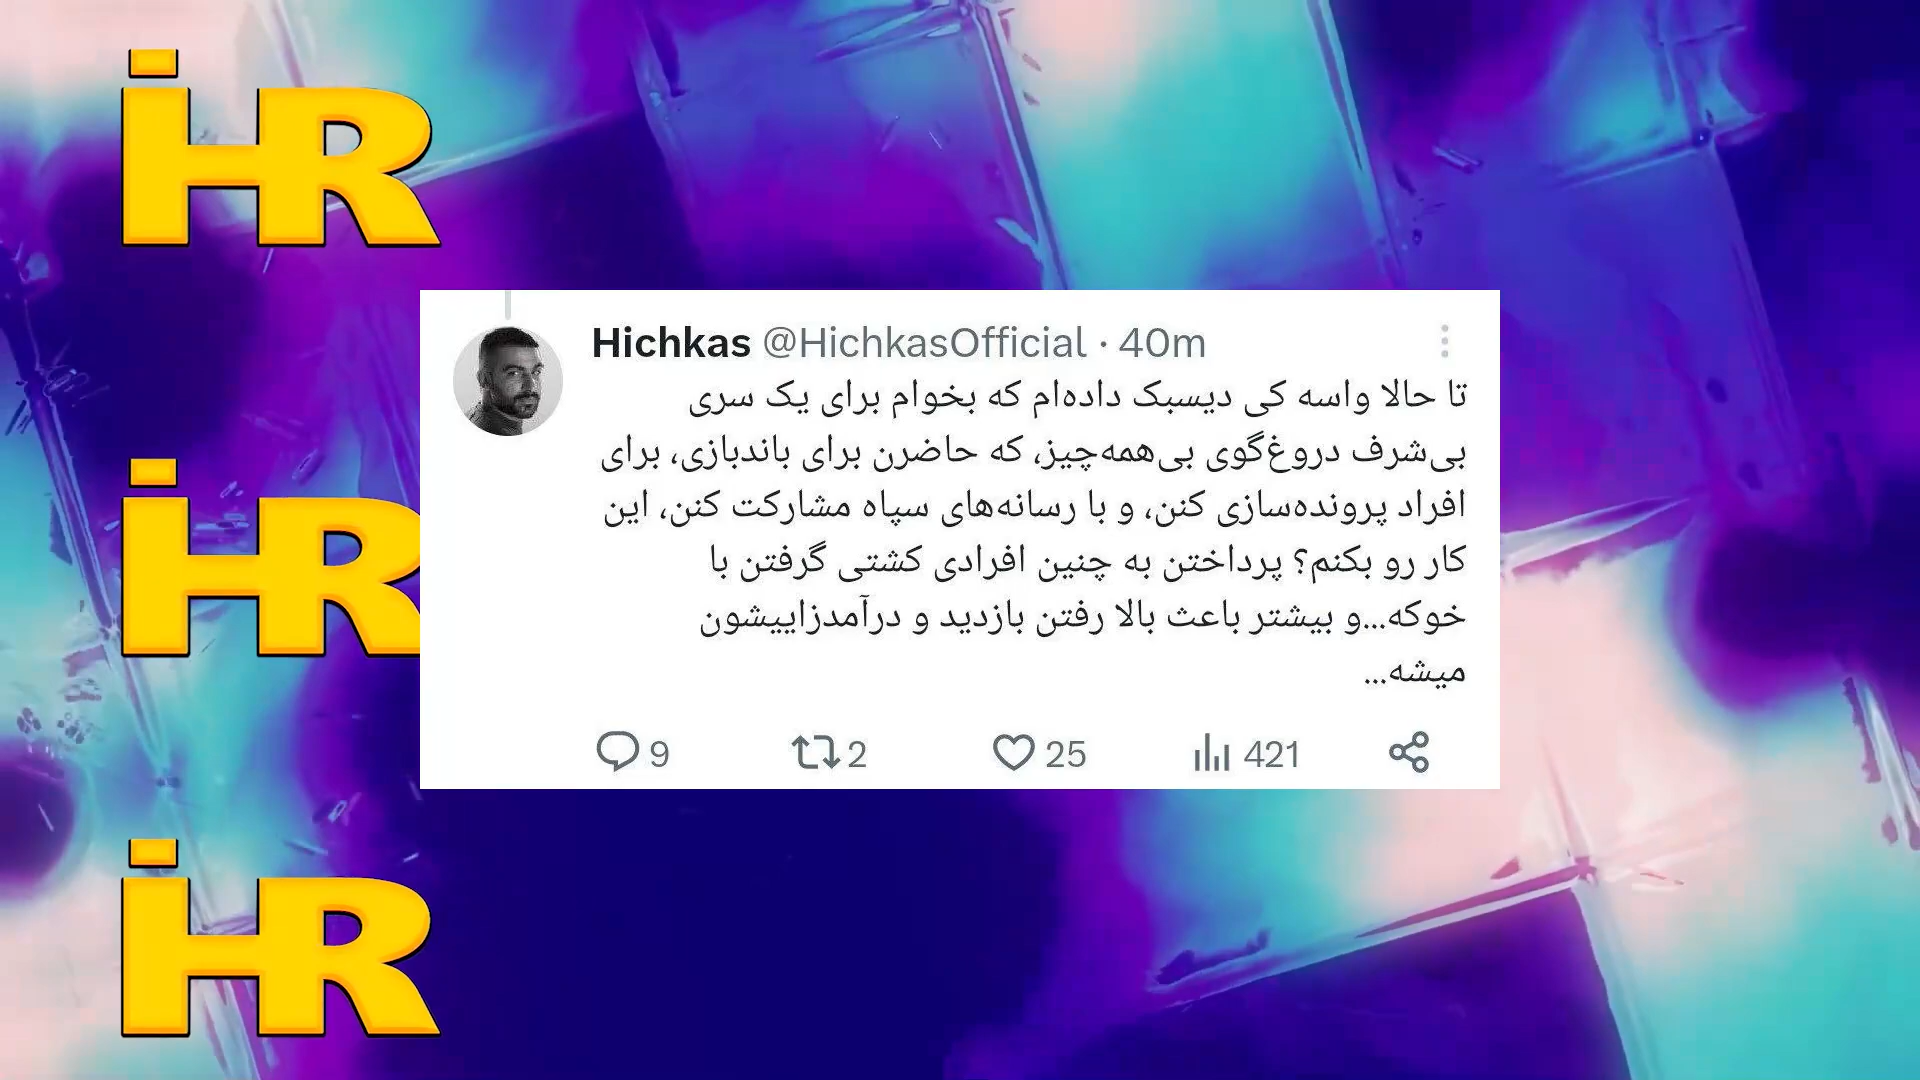 iHR
Hichkas @HichkasOfficial · 40m
تا حالا واسه کی دیسبک داده‌ام که بخوام برای یک سری
بی‌شرف دروغ‌گوی بی‌همه‌چیز، که حاضرن برای باندبازی، برای
افراد پرونده‌سازی کنن، و با رسانه‌های سپاه مشارکت کنن، این
کار رو بکنم؟ پرداختن به چنین افرادی کشتی گرفتن با
خوکه...و بیشتر باعث بالا رفتن بازدید و درآمدزاییشون
میشه...
9 2 25 421
iHR
iHR